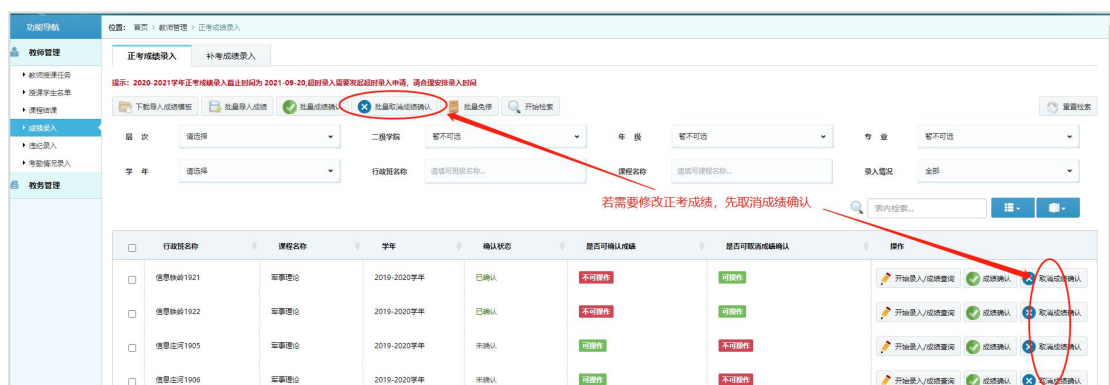 功能导航
位置： 首页 › 教师管理 › 正考成绩录入
教师管理
教师授课任务
授课学生名单
课程结课
成绩录入
违纪录入
考勤情况录入
教务管理
正考成绩录入 补考成绩录入
提示：2020-2021学年正考成绩录入截止时间为 2021-09-20,超时录入需要发起超时录入申请，请合理安排录入时间
下载导入成绩模板 批量导入成绩 批量成绩确认 批量取消成绩确认 批量免修 开始检索 重置检索
层 次 请选择 二级学院 暂不可选 年 级 暂不可选 专 业 暂不可选
学 年 请选择 行政班名称 请填写班级名称... 课程名称 请填写课程名称... 录入情况 全部
若需要修改正考成绩，先取消成绩确认
表内检索...
行政班名称 课程名称 学年 确认状态 是否可确认成绩 是否可取消成绩确认 操作
信息铁岭1921 军事理论 2019-2020学年 已确认 不可操作 可操作 开始录入/成绩查询 成绩确认 取消成绩确认
信息铁岭1922 军事理论 2019-2020学年 已确认 不可操作 可操作 开始录入/成绩查询 成绩确认 取消成绩确认
信息庄河1905 军事理论 2019-2020学年 未确认 可操作 不可操作 开始录入/成绩查询 成绩确认 取消成绩确认
信息庄河1906 军事理论 2019-2020学年 未确认 可操作 不可操作 开始录入/成绩查询 成绩确认 取消成绩确认